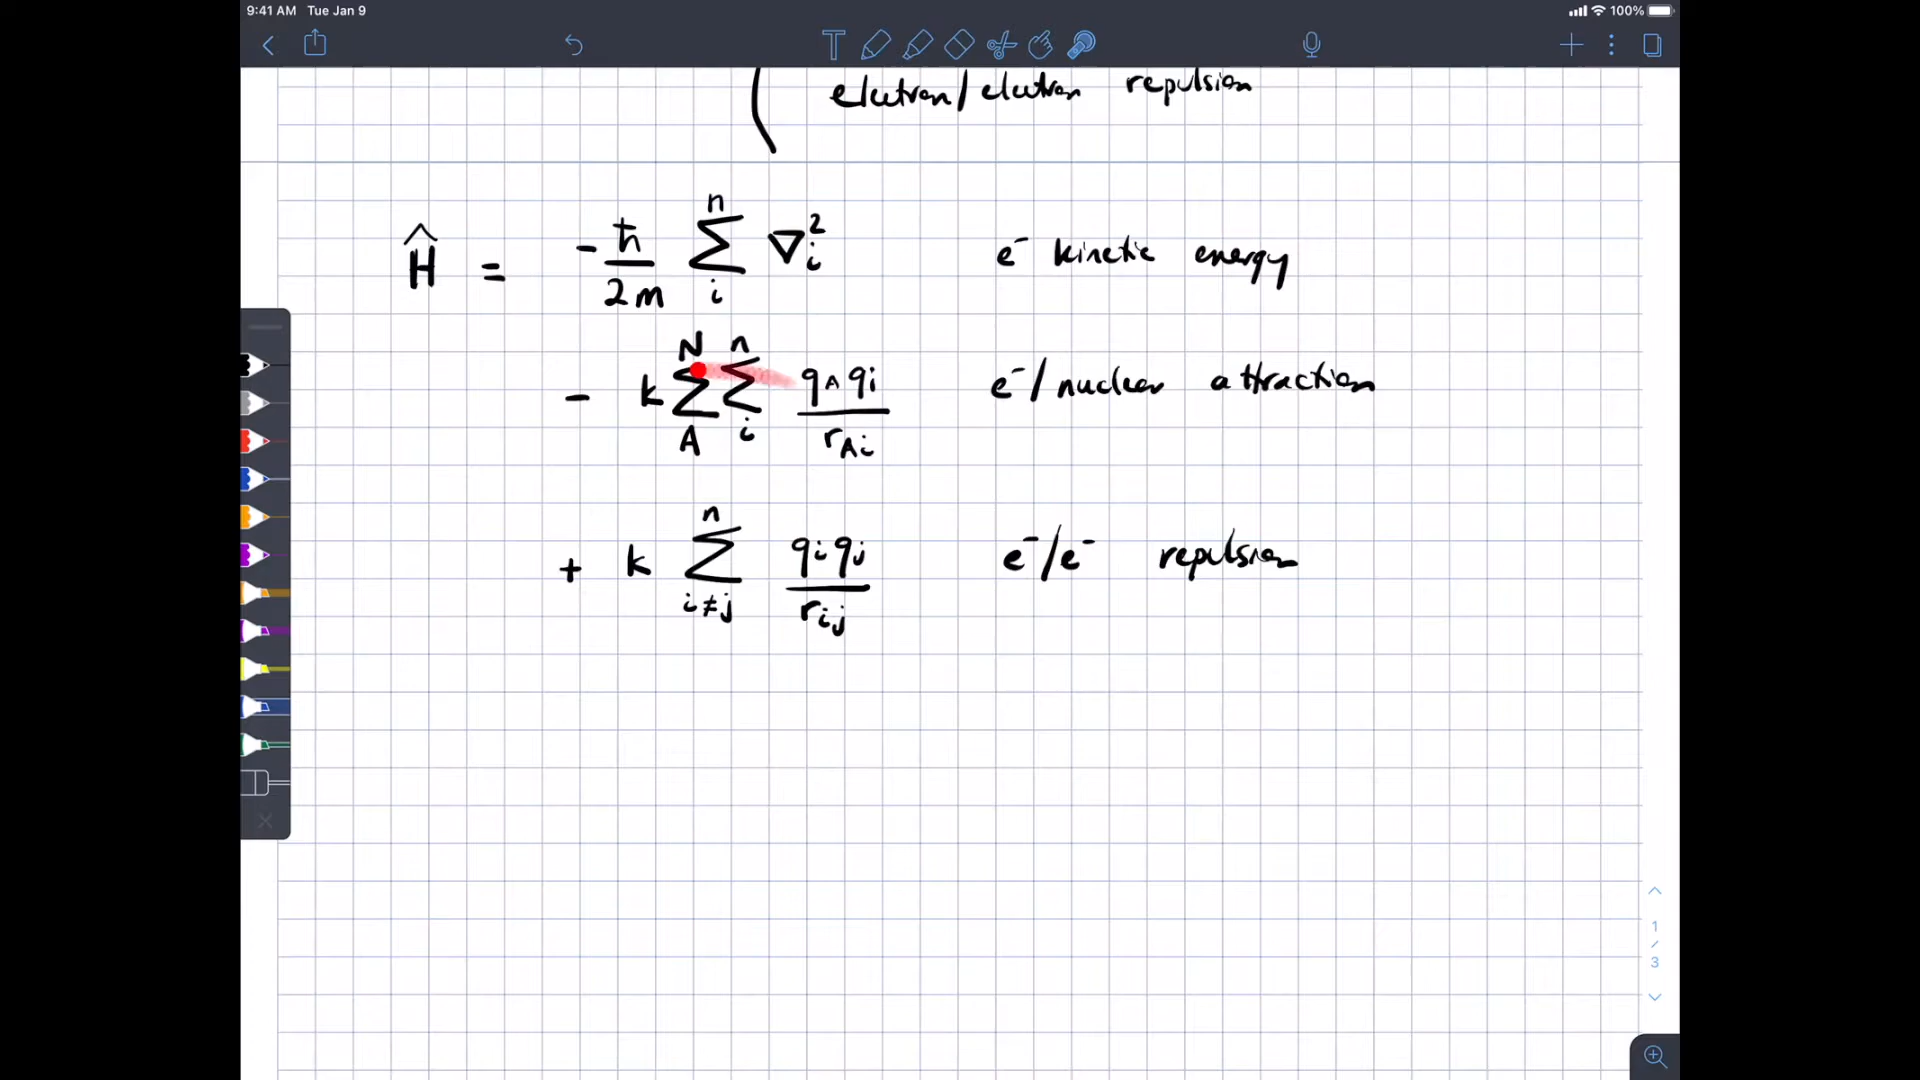 9:41 AM Tue Jan 9
100%
electron/electron repulsion
Ĥ = - ħ/2m Σ_i^n ∇_i^2 e⁻ kinetic energy
- k Σ_A^N Σ_i^n q_A q_i / r_Ai e⁻/nuclear attraction
+ k Σ_{i≠j}^n q_i q_j / r_ij e⁻/e⁻ repulsion
1
/
3